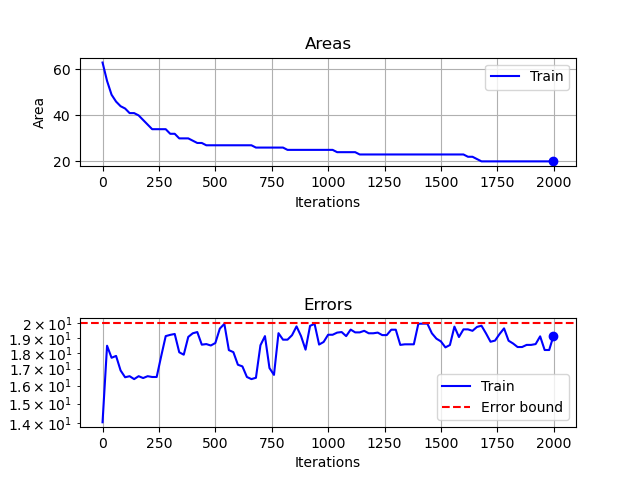 Areas
60
40
20
Area
Train
0 250 500 750 1000 1250 1500 1750 2000
Iterations
Errors
2 × 10¹
1.9 × 10¹
1.8 × 10¹
1.7 × 10¹
1.6 × 10¹
1.5 × 10¹
1.4 × 10¹
Train
Error bound
0 250 500 750 1000 1250 1500 1750 2000
Iterations